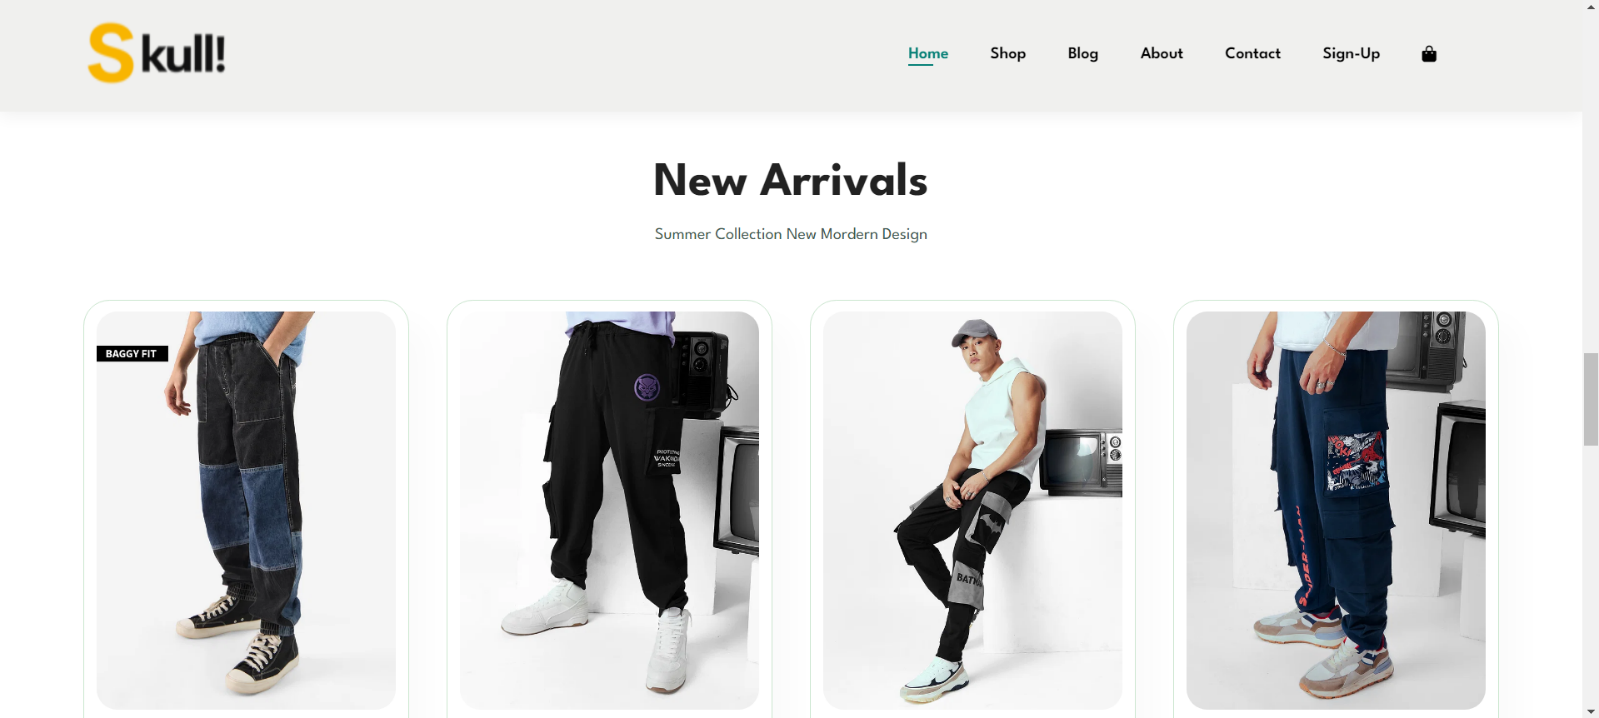 Skull!
Home Shop Blog About Contact Sign-Up
New Arrivals
Summer Collection New Mordern Design
BAGGY FIT